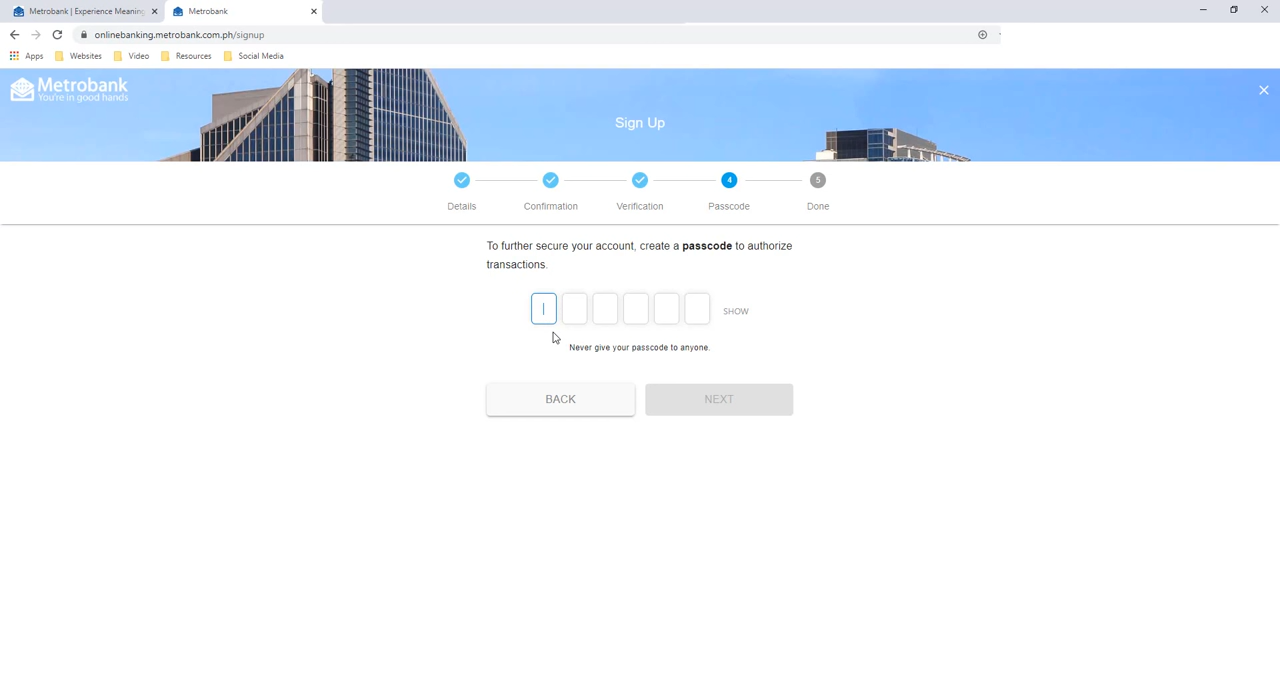 Metrobank | Experience Meaning
Metrobank
onlinebanking.metrobank.com.ph/signup
Apps
Websites
Video
Resources
Social Media
Metrobank
You're in good hands
Sign Up
4
5
Details
Confirmation
Verification
Passcode
Done
To further secure your account, create a passcode to authorize
transactions.
SHOW
Never give your passcode to anyone.
BACK
NEXT